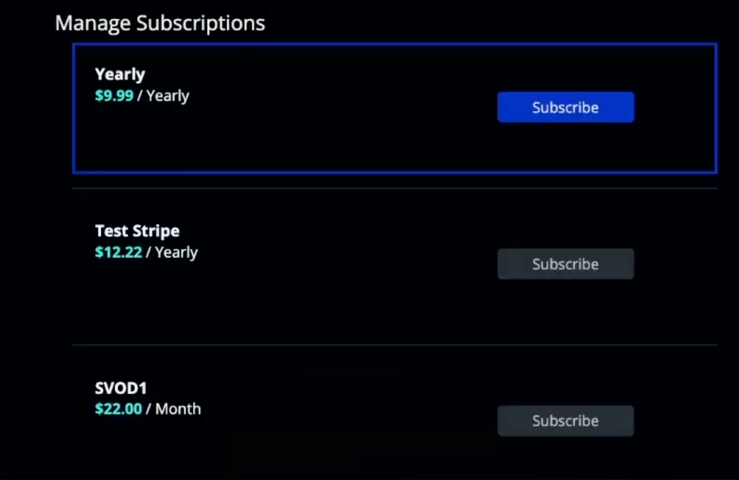 Manage Subscriptions
Yearly
$9.99 / Yearly
Subscribe
Test Stripe
$12.22 / Yearly
Subscribe
SVOD1
$22.00 / Month
Subscribe